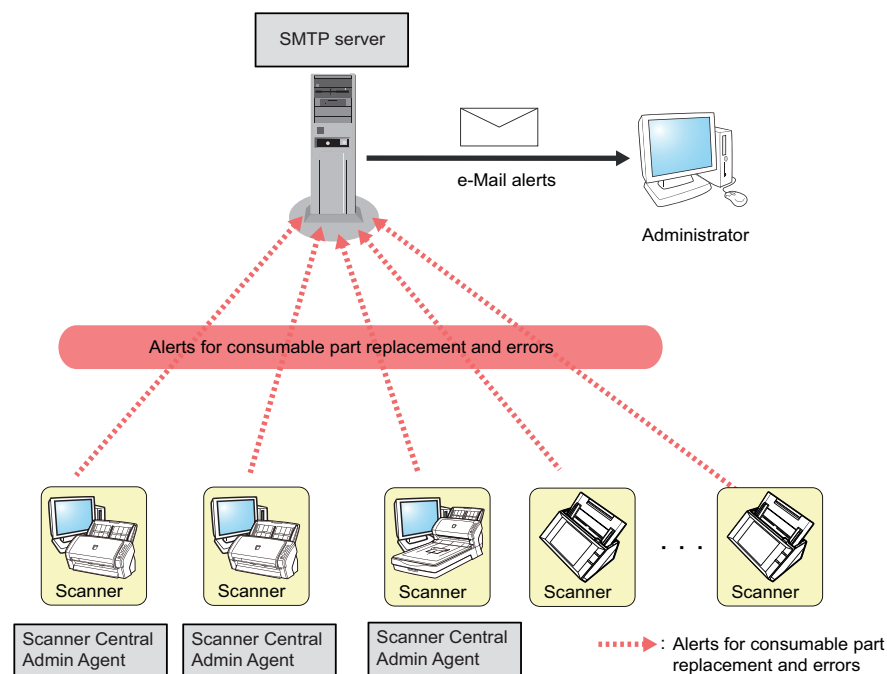 SMTP server
e-Mail alerts
Administrator
Alerts for consumable part replacement and errors
Scanner
Scanner
Scanner
Scanner
. . .
Scanner
Scanner Central
Admin Agent
Scanner Central
Admin Agent
Scanner Central
Admin Agent
: Alerts for consumable part
replacement and errors